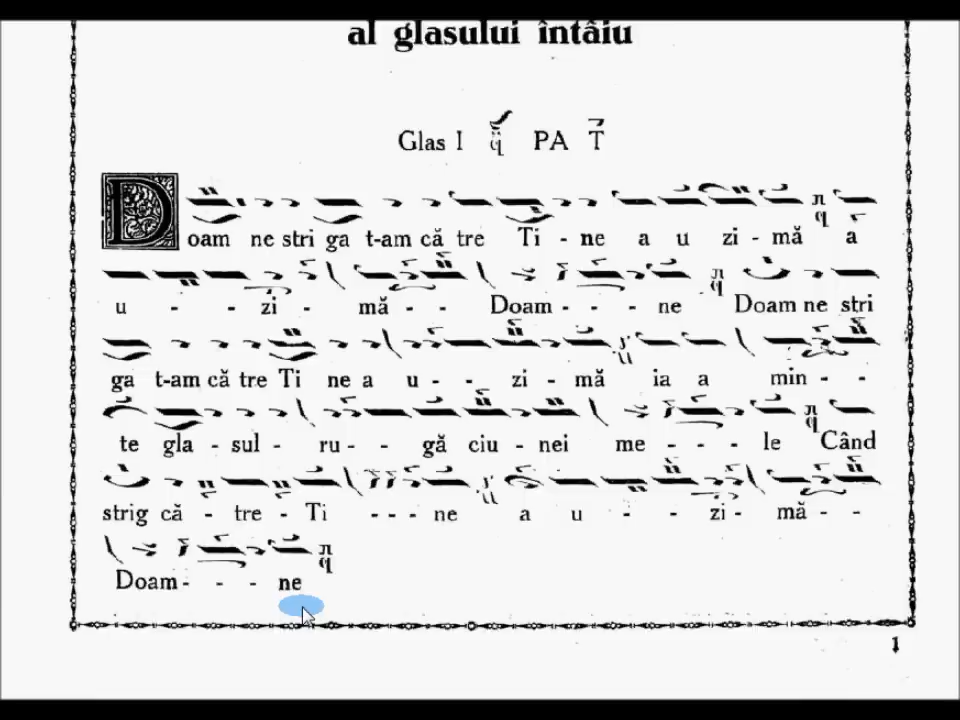 al glasului întâiu
Glas I PA T
Doam ne stri ga t-am că tre Ti - ne a u zi - mă a
u - - zi - mă - - Doam - - - ne Doam ne stri
ga t-am că tre Ti ne a u - - zi - mă ia a min - -
te gla - sul - ru - - gă ciu - nei me - - - le Când
strig că - tre - Ti - - - ne a u - - zi - mă - -
Doam - - - ne
1